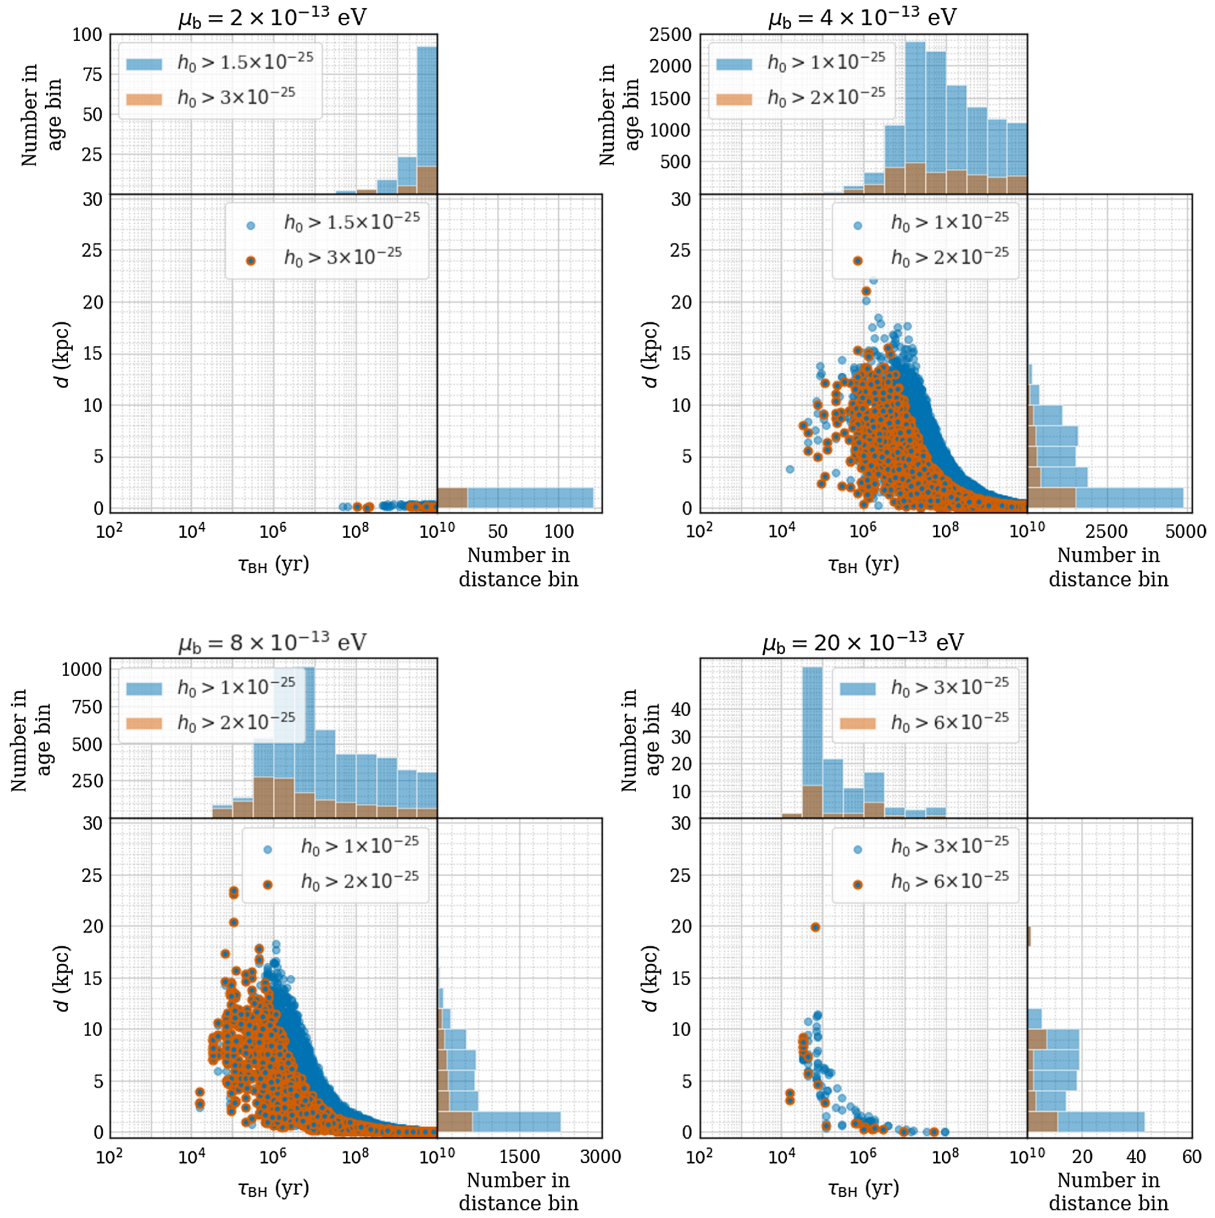 μb = 2 × 10⁻¹³ eV
Number in
age bin
100
75
50
25
h₀ > 1.5×10⁻²⁵
h₀ > 3×10⁻²⁵
d (kpc)
30
25
20
15
10
5
0
h₀ > 1.5×10⁻²⁵
h₀ > 3×10⁻²⁵
10² 10⁴ 10⁶ 10⁸ 10¹⁰ 50 100
τBH (yr)
Number in
distance bin
μb = 4 × 10⁻¹³ eV
Number in
age bin
2500
2000
1500
1000
500
h₀ > 1×10⁻²⁵
h₀ > 2×10⁻²⁵
d (kpc)
30
25
20
15
10
5
0
h₀ > 1×10⁻²⁵
h₀ > 2×10⁻²⁵
10² 10⁴ 10⁶ 10⁸ 10¹⁰ 2500 5000
τBH (yr)
Number in
distance bin
μb = 8 × 10⁻¹³ eV
Number in
age bin
1000
750
500
250
h₀ > 1×10⁻²⁵
h₀ > 2×10⁻²⁵
d (kpc)
30
25
20
15
10
5
0
h₀ > 1×10⁻²⁵
h₀ > 2×10⁻²⁵
10² 10⁴ 10⁶ 10⁸ 10¹⁰ 1500 3000
τBH (yr)
Number in
distance bin
μb = 20 × 10⁻¹³ eV
Number in
age bin
40
30
20
10
h₀ > 3×10⁻²⁵
h₀ > 6×10⁻²⁵
d (kpc)
30
25
20
15
10
5
0
h₀ > 3×10⁻²⁵
h₀ > 6×10⁻²⁵
10² 10⁴ 10⁶ 10⁸ 10¹⁰ 20 40 60
τBH (yr)
Number in
distance bin